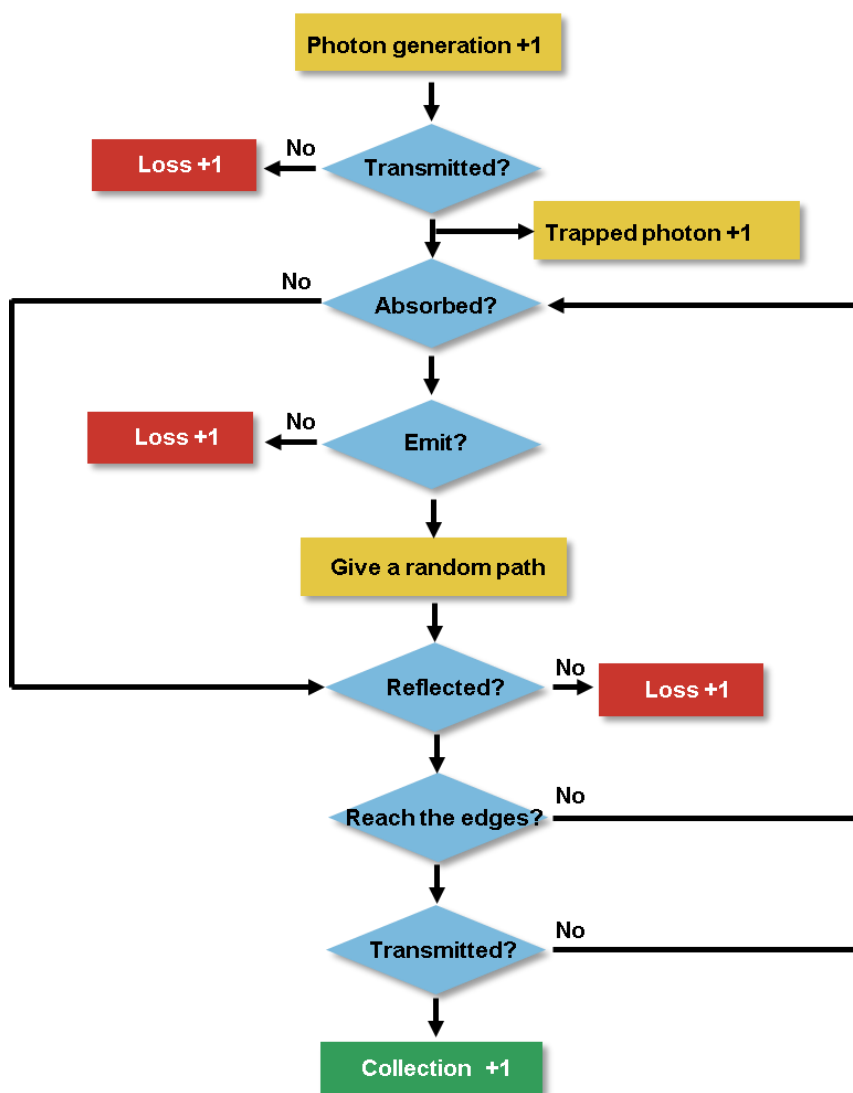 Photon generation +1
No
Loss +1
Transmitted?
Trapped photon +1
No
Absorbed?
No
Loss +1
Emit?
Give a random path
Reflected?
No
Loss +1
Reach the edges?
No
Transmitted?
No
Collection +1